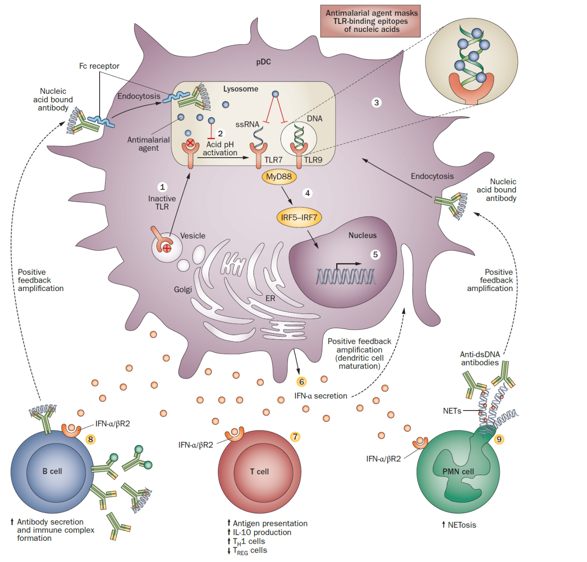 Antimalarial agent masks
TLR-binding epitopes
of nucleic acids
pDC
Fc receptor
Nucleic
acid bound
antibody
Endocytosis
Lysosome
ssRNA
DNA
3
Antimalarial
agent
2
Acid pH
activation
TLR7
TLR9
MyD88
Endocytosis
Nucleic
acid bound
antibody
1
Inactive
TLR
4
IRF5–IRF7
Vesicle
Nucleus
5
Golgi
ER
Positive
feedback
amplification
Positive
feedback
amplification
Positive feedback
amplification
(dendritic cell
maturation)
Anti-dsDNA
antibodies
6
IFN-α secretion
NETs
IFN-α/βR2
8
IFN-α/βR2
7
IFN-α/βR2
9
B cell
T cell
PMN cell
⬆ Antibody secretion
and immune complex
formation
⬆ Antigen presentation
⬆ IL-10 production
⬆ TH1 cells
⬇ TREG cells
⬆ NETosis